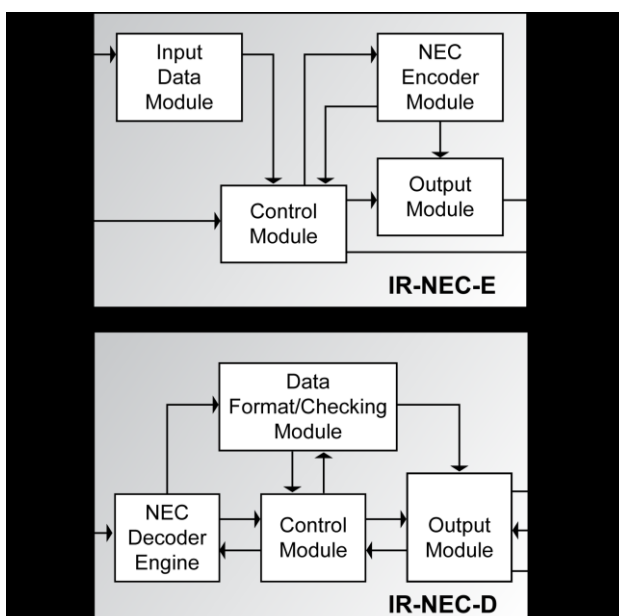 Input
Data
Module
NEC
Encoder
Module
Control
Module
Output
Module
IR-NEC-E
Data
Format/Checking
Module
NEC
Decoder
Engine
Control
Module
Output
Module
IR-NEC-D